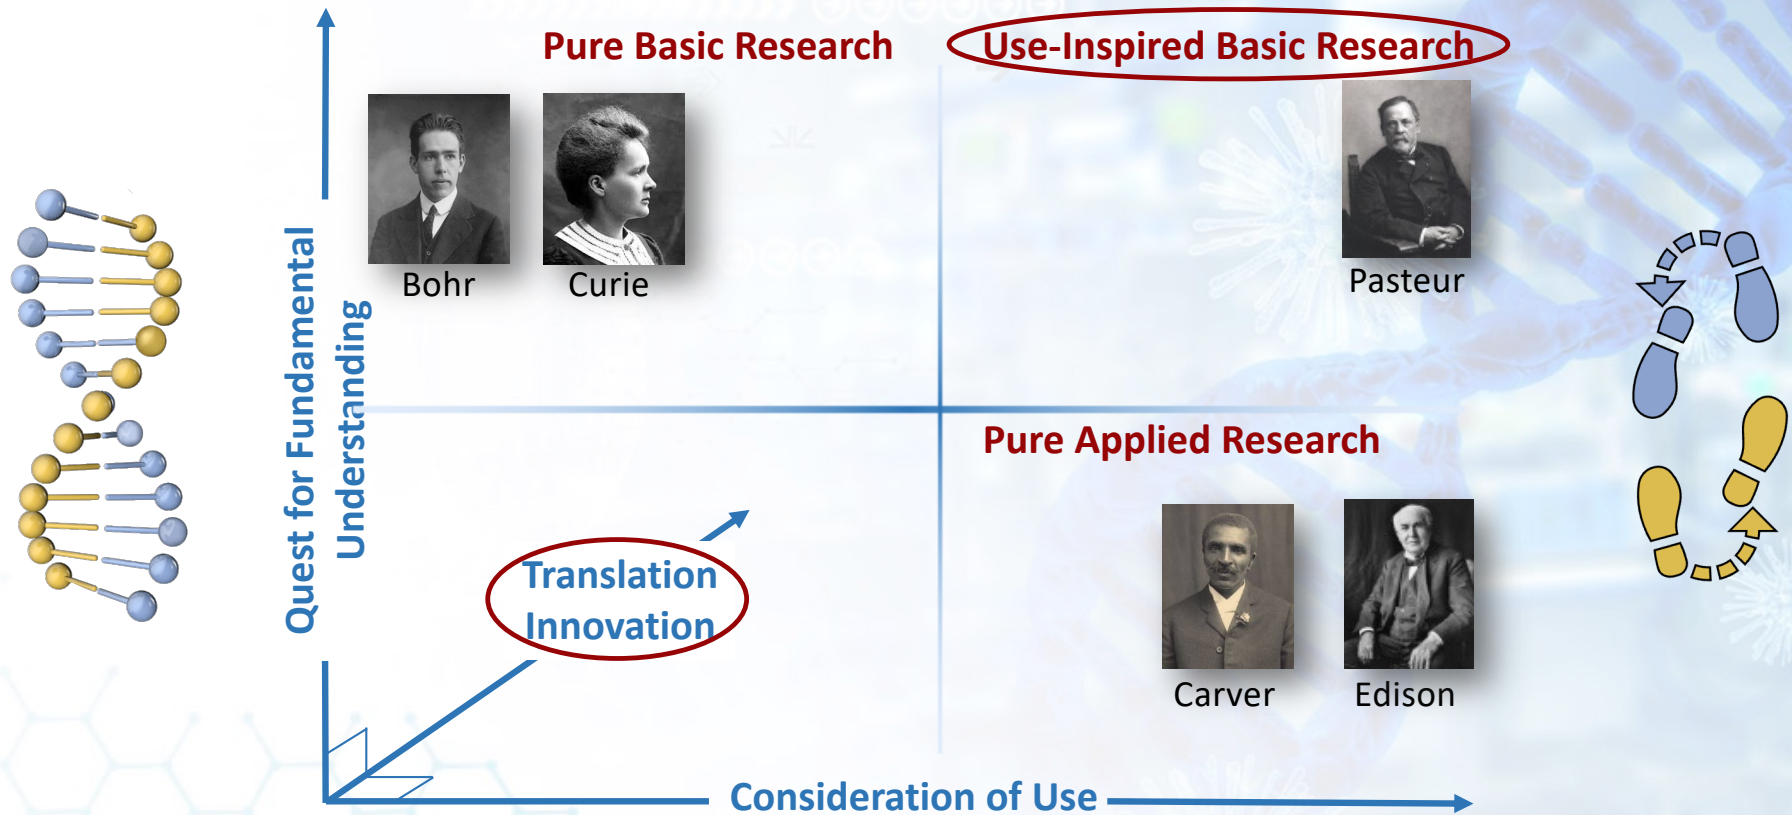 Pure Basic Research
Use-Inspired Basic Research
Bohr
Curie
Pasteur
Quest for Fundamental
Understanding
Pure Applied Research
Translation
Innovation
Carver
Edison
Consideration of Use